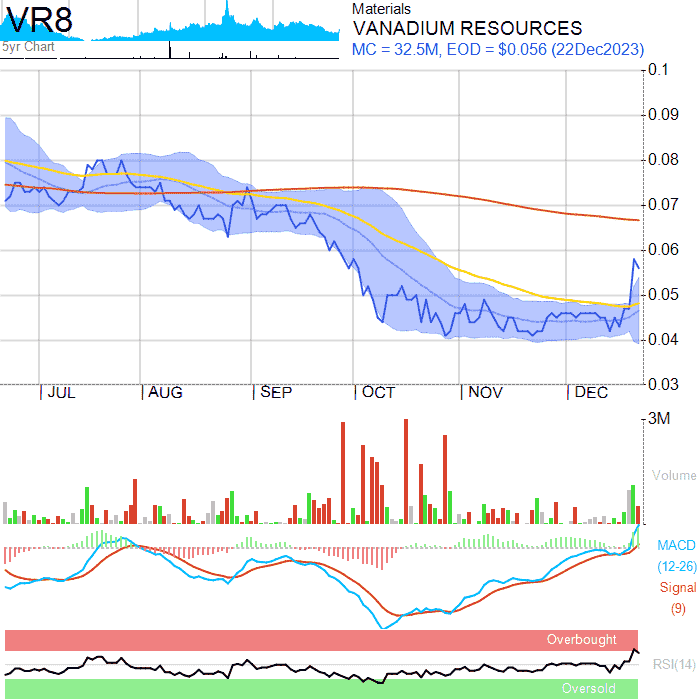 VR8
5yr Chart
Materials
VANADIUM RESOURCES
MC = 32.5M, EOD = $0.056 (22Dec2023)
0.1
0.09
0.08
0.07
0.06
0.05
0.04
0.03
JUL AUG SEP OCT NOV DEC
3M
Volume
MACD
(12-26)
Signal
(9)
Overbought
RSI(14)
Oversold